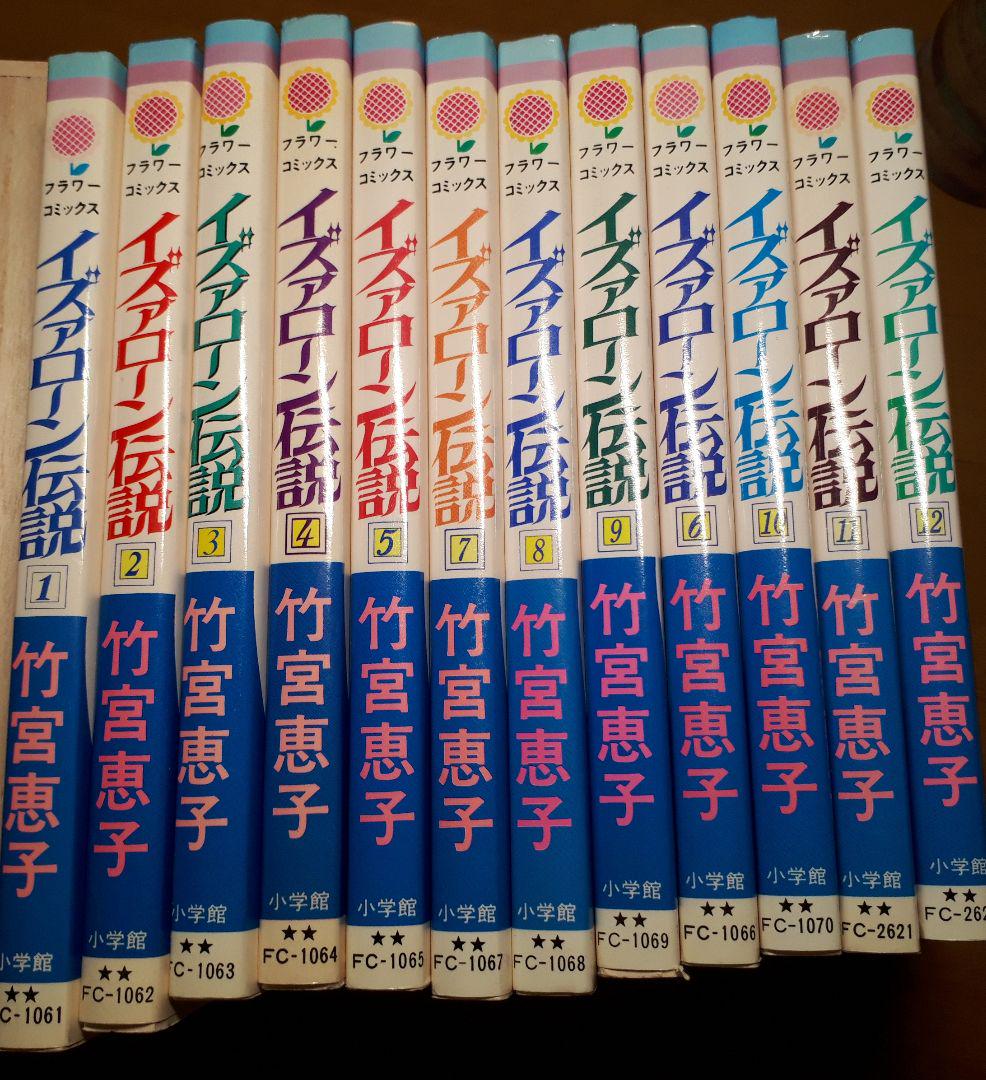 フラワー
コミックス
イズァローン伝説
1
竹宮恵子
小学館
★★
C-1061
フラワー
コミックス
イズァローン伝説
2
竹宮恵子
小学館
★★
FC-1062
フラワー
コミックス
イズァローン伝説
3
竹宮恵子
小学館
★★
FC-1063
フラワー
コミックス
イズァローン伝説
4
竹宮恵子
小学館
★★
FC-1064
フラワー
コミックス
イズァローン伝説
5
竹宮恵子
小学館
★★
FC-1065
フラワー
コミックス
イズァローン伝説
7
竹宮恵子
小学館
★★
FC-1067
フラワー
コミックス
イズァローン伝説
8
竹宮恵子
小学館
★★
FC-1068
フラワー
コミックス
イズァローン伝説
9
竹宮恵子
小学館
★★
FC-1069
フラワー
コミックス
イズァローン伝説
6
竹宮恵子
小学館
★★
FC-1066
フラワー
コミックス
イズァローン伝説
10
竹宮恵子
小学館
★★
FC-1070
フラワー
コミックス
イズァローン伝説
11
竹宮恵子
小学館
★★
FC-2621
フラワー
コミックス
イズァローン伝説
12
竹宮恵子
小学館
★★
FC-262